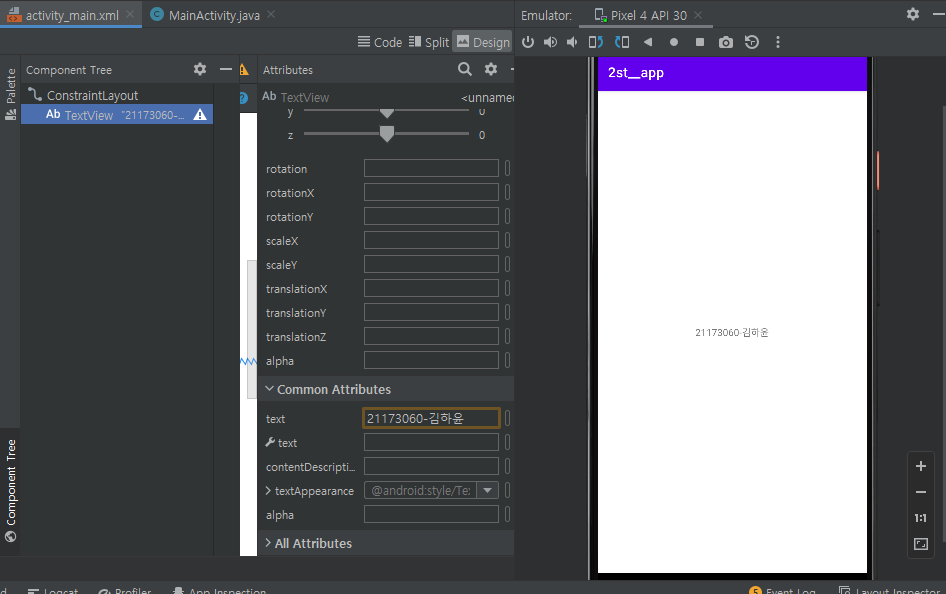 activity_main.xml
MainActivity.java
Emulator:
Pixel 4 API 30
Code
Split
Design
Palette
Component Tree
Attributes
ConstraintLayout
Ab TextView "21173060-...
Ab TextView
<unnamed
y
0
z
0
rotation
rotationX
rotationY
scaleX
scaleY
translationX
translationY
translationZ
alpha
Common Attributes
text
21173060-김하윤
text
contentDescripti...
textAppearance
@android:style/Te:
alpha
All Attributes
Component Tree
2st__app
21173060-김하윤
1:1
Logcat
Profiler
App Inspection
5 Event Log
Layout Inspector